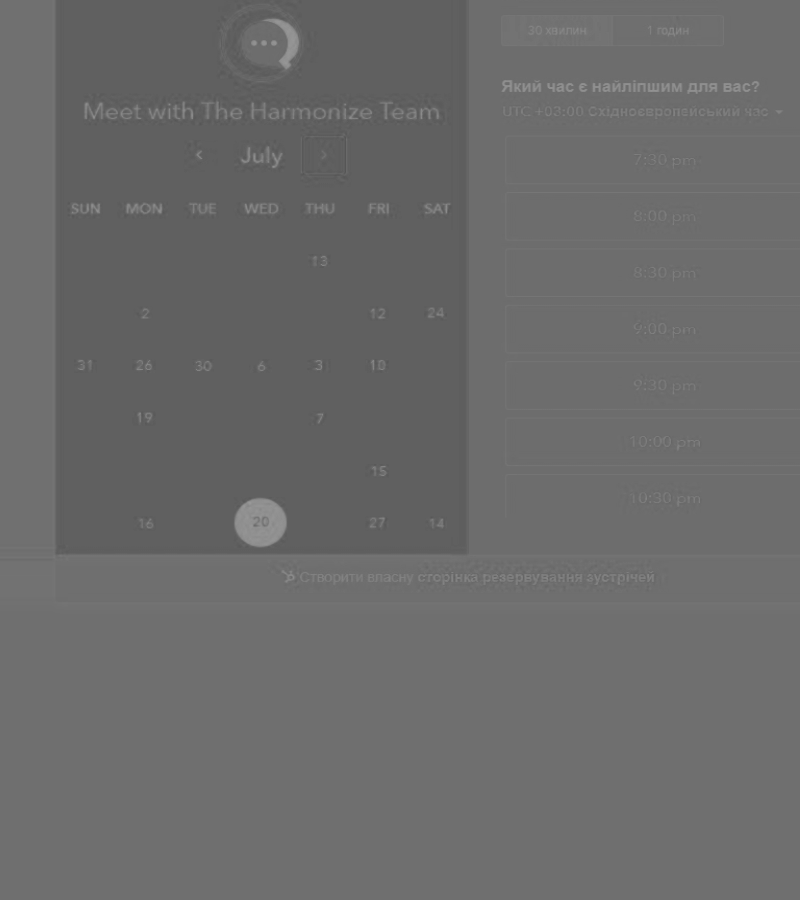 Meet with The Harmonize Team
July
SUN MON TUE WED THU FRI SAT
13
2 12 24
31 26 30 6 3 10
19 7
15
16 20 27 14
30 хвилин 1 годин
Який час є найліпшим для вас?
UTC +03:00 Східноєвропейський час
7:30 pm
8:00 pm
8:30 pm
9:00 pm
9:30 pm
10:00 pm
10:30 pm
Створити власну сторінка резервування зустрічей